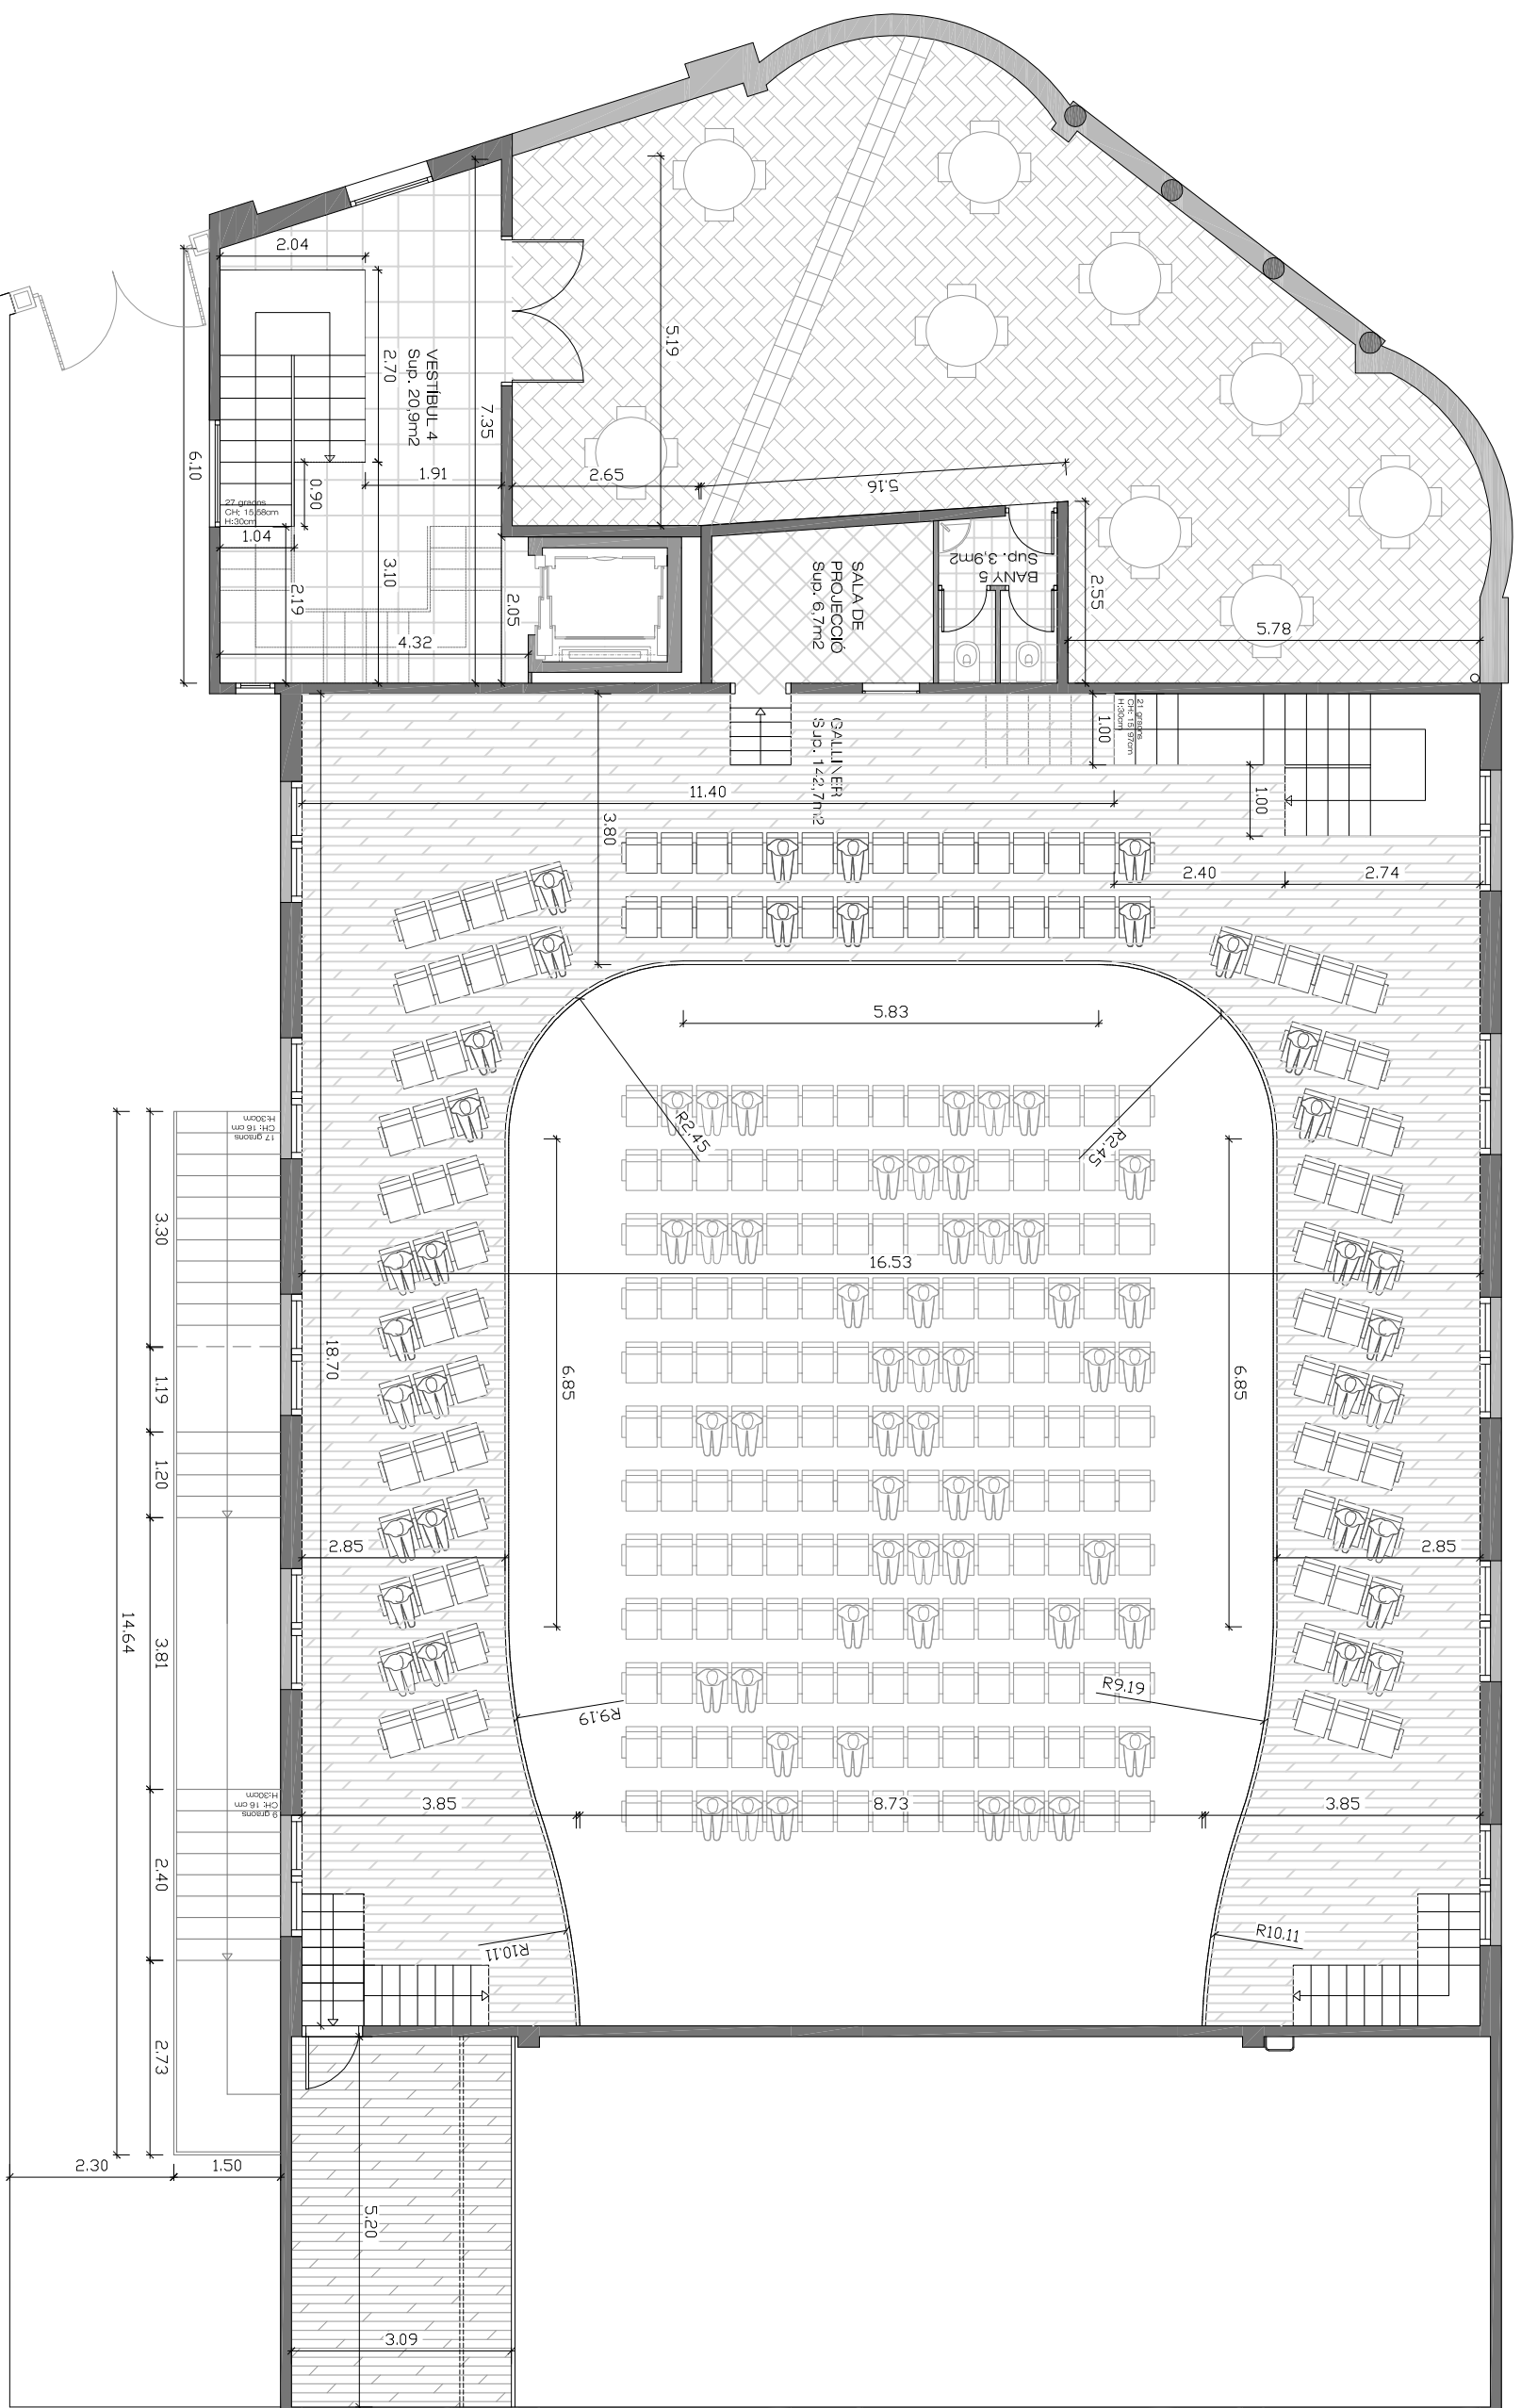 2.04
5.19
2.70
VESTÍBUL 4
Sup. 20,9m2
7.35
6.10
1.91
2.65
5.16
0.90
27 graons
CH: 15,58cm
H:30cm
1.04
3.10
2.19
2.05
4.32
SALA DE
PROJECCIÓ
Sup. 6,7m2
BANY 5
Sup. 3,9m2
2.55
5.78
GALLINER
Sup. 142,7m2
1.00
21 graons
CH: 15,97cm
H:30cm
1.00
11.40
3.80
2.40
2.74
5.83
R2.45
R2.45
17 graons
CH: 16 cm
H:30cm
3.30
16.53
18.70
6.85
6.85
1.19
1.20
2.85
2.85
14.64
3.81
R9.19
R9.19
9 graons
CH: 16 cm
H:30cm
3.85
8.73
3.85
2.40
R10.11
R10.11
2.73
2.30
1.50
5.20
3.09